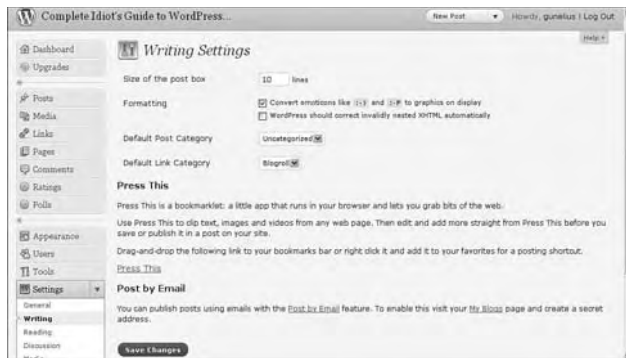 Complete Idiot's Guide to WordPress...
New Post
Howdy, gunelius | Log Out
Help
Dashboard
Upgrades
Posts
Media
Links
Pages
Comments
Ratings
Polls
Appearance
Users
Tools
Settings
General
Writing
Reading
Discussion
Media
Writing Settings
Size of the post box 10 lines
Formatting Convert emoticons like :-) and :-P to graphics on display
WordPress should correct invalidly nested XHTML automatically
Default Post Category Uncategorized
Default Link Category Blogroll
Press This
Press This is a bookmarklet: a little app that runs in your browser and lets you grab bits of the web.
Use Press This to clip text, images and videos from any web page. Then edit and add more straight from Press This before you
save or publish it in a post on your site.
Drag-and-drop the following link to your bookmarks bar or right click it and add it to your favorites for a posting shortcut.
Press This
Post by Email
You can publish posts using emails with the Post by Email feature. To enable this visit your My Blogs page and create a secret
address.
Save Changes